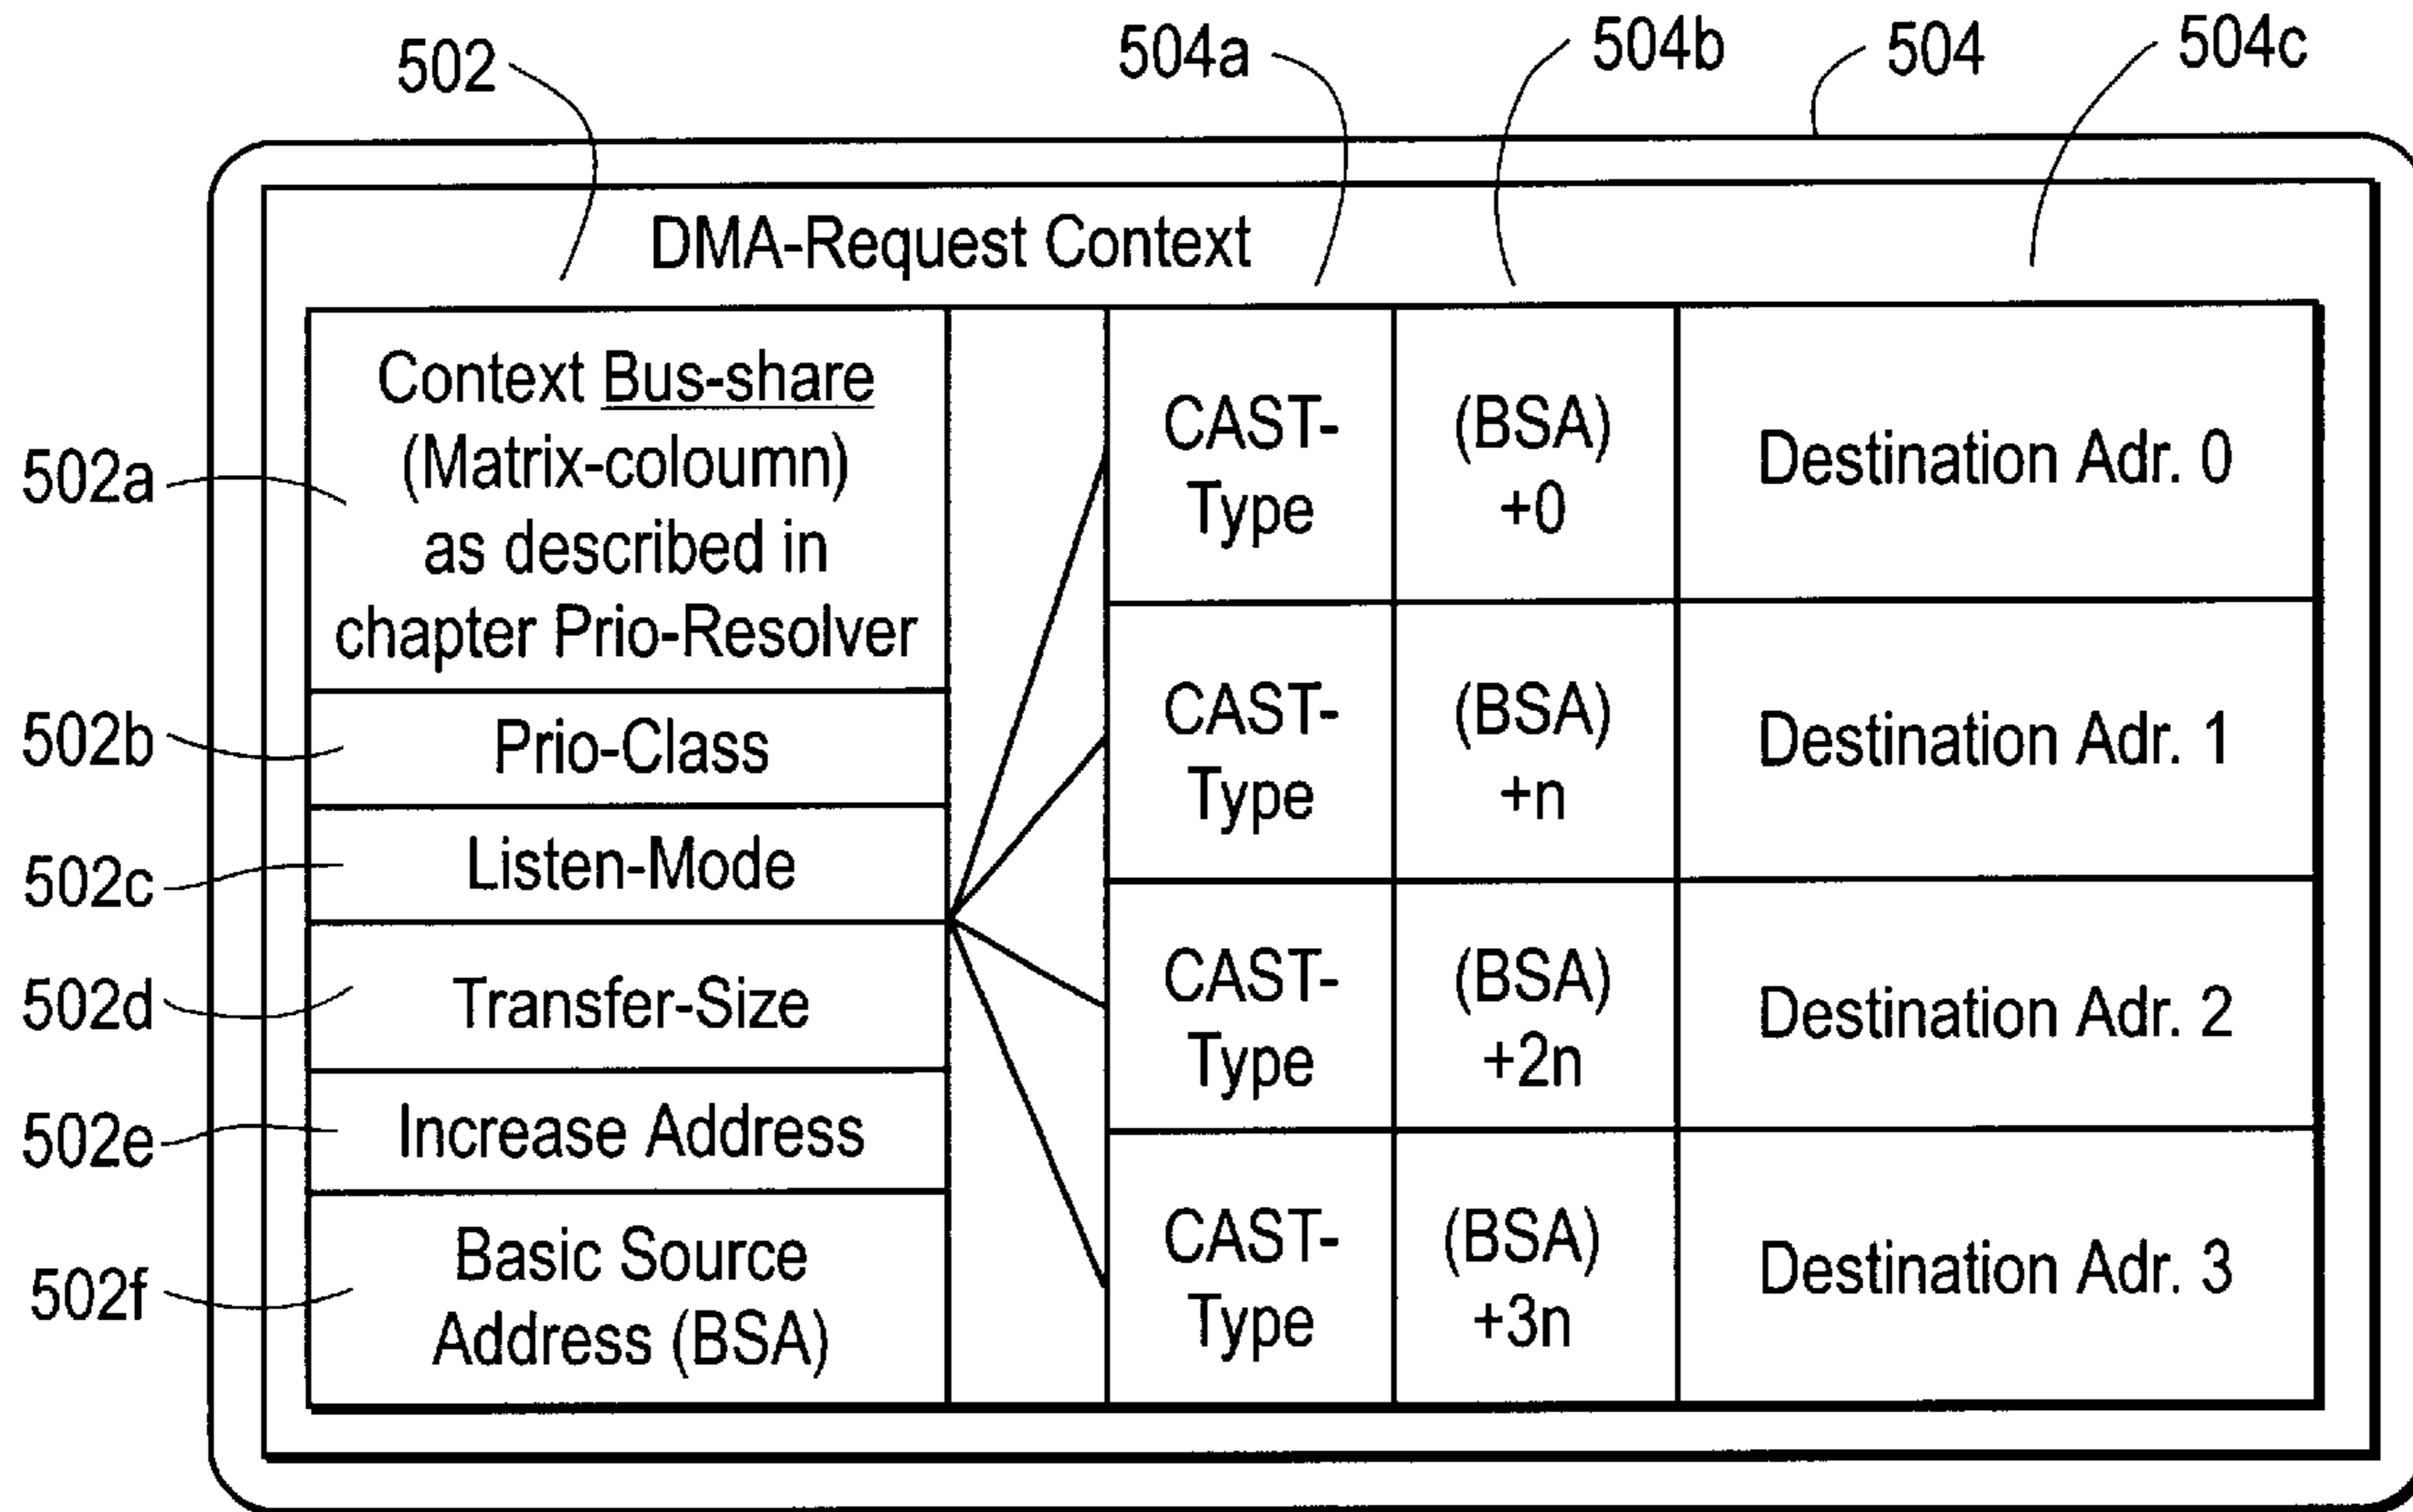 502
504a
504b
504
504c
DMA-Request Context
502a
Context Bus-share
(Matrix-coloumn)
as described in
chapter Prio-Resolver
502b
Prio-Class
502c
Listen-Mode
502d
Transfer-Size
502e
Increase Address
502f
Basic Source
Address (BSA)
CAST-
Type
(BSA)
+0
Destination Adr. 0
CAST-
Type
(BSA)
+n
Destination Adr. 1
CAST-
Type
(BSA)
+2n
Destination Adr. 2
CAST-
Type
(BSA)
+3n
Destination Adr. 3